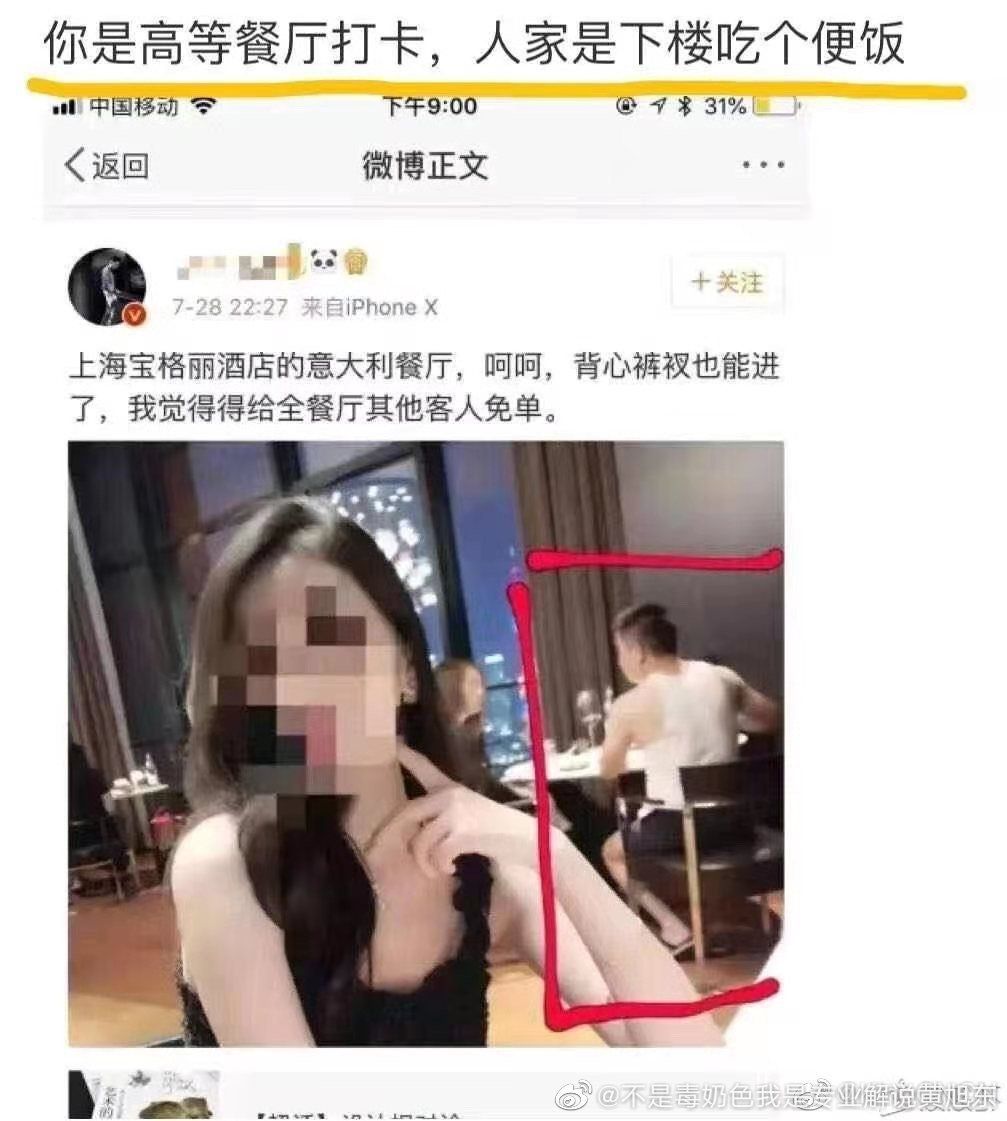 你是高等餐厅打卡，人家是下楼吃个便饭
中国移动 下午9:00 31%
返回 微博正文
＋关注
7-28 22:27 来自iPhone X
上海宝格丽酒店的意大利餐厅，呵呵，背心裤衩也能进
了，我觉得得给全餐厅其他客人免单。
@不是毒奶色我是专业解说黄旭东